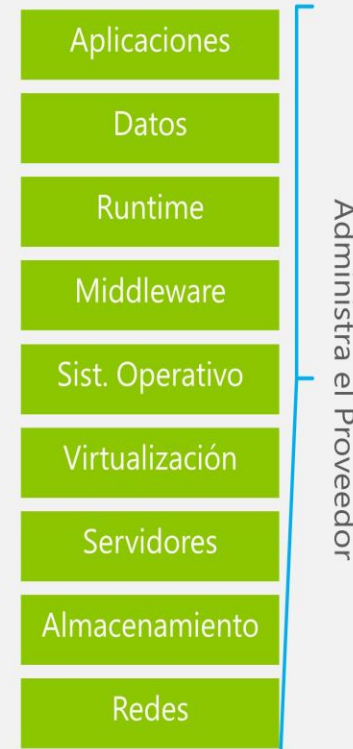 Aplicaciones
Datos
Runtime
Middleware
Sist. Operativo
Virtualización
Servidores
Almacenamiento
Redes
Administra el Proveedor